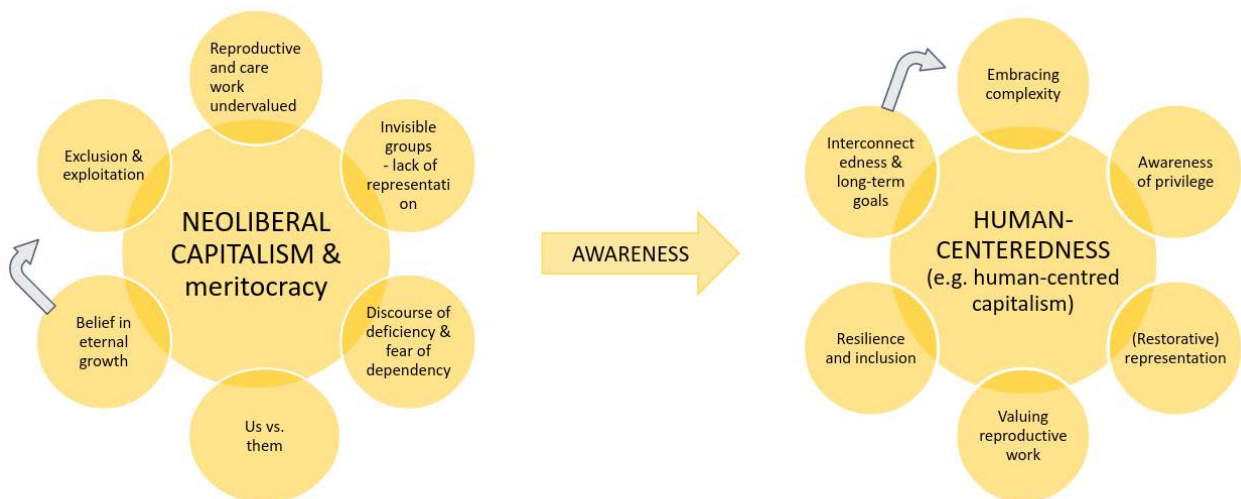 Reproductive
and care
work
undervalued
Invisible
groups
- lack of
representati
on
Exclusion &
exploitation
NEOLIBERAL
CAPITALISM &
meritocracy
Belief in
eternal
growth
Discourse of
deficiency &
fear of
dependency
Us vs.
them
AWARENESS
Embracing
complexity
Interconnect
edness &
long-term
goals
Awareness
of privilege
HUMAN-
CENTEREDNESS
(e.g. human-centred
capitalism)
Resilience
and inclusion
(Restorative)
representation
Valuing
reproductive
work